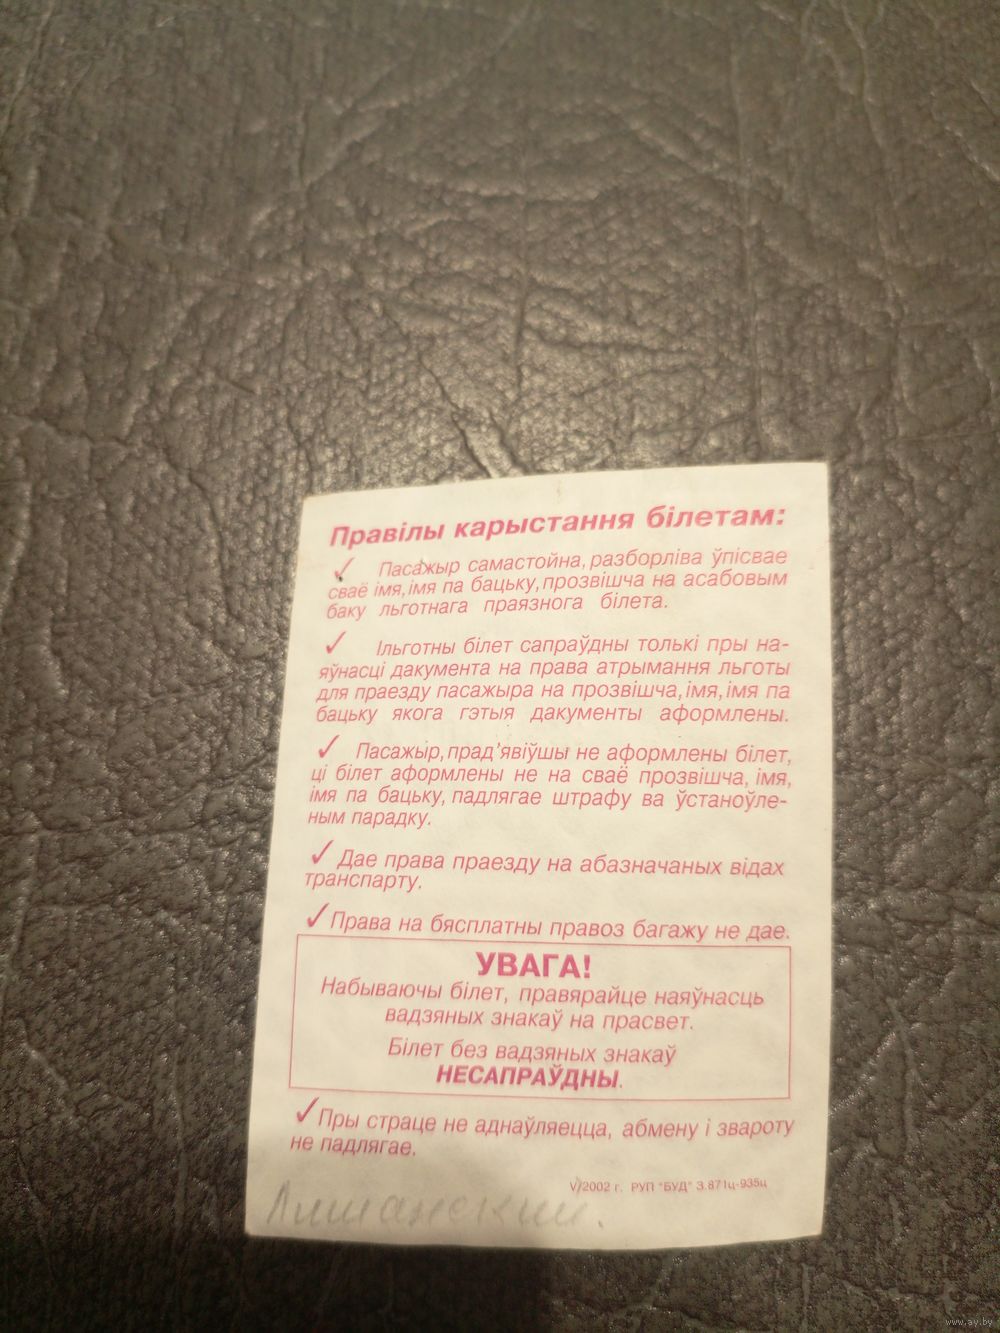 Правілы карыстання білетам:
✓ Пасажыр самастойна, разборліва ўпісвае
сваё імя, імя па бацьку, прозвішча на асабовым
баку льготнага праязнога білета.
✓ Ільготны білет сапраўдны толькі пры на-
яўнасці дакумента на права атрымання льготы
для праезду пасажыра на прозвішча, імя, імя па
бацьку якога гэтыя дакументы аформлены.
✓ Пасажыр, прад'явіўшы не аформлены білет,
ці білет аформлены не на сваё прозвішча, імя,
імя па бацьку, падлягае штрафу ва ўстаноўле-
ным парадку.
✓ Дае права праезду на абазначаных відах
транспарту.
✓ Права на бясплатны правоз багажу не дае.
УВАГА!
Набываючы білет, правярайце наяўнасць
вадзяных знакаў на прасвет.
Білет без вадзяных знакаў
НЕСАПРАЎДНЫ.
✓ Пры страце не аднаўляецца, абмену і звароту
не падлягае.
V/2002 г. РУП "БУД" З.871ц-935ц
www.ay.by